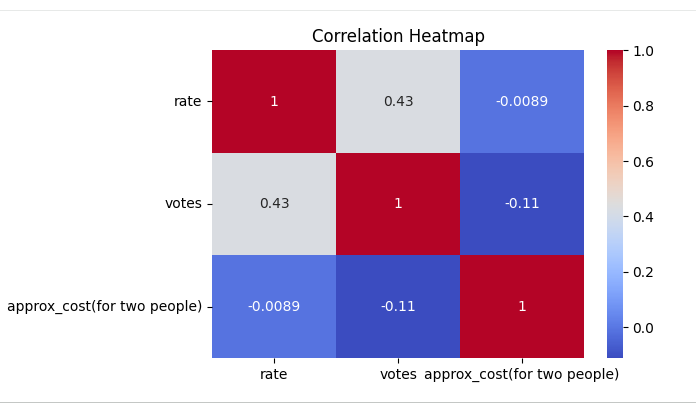 Correlation Heatmap
rate 1 0.43 -0.0089
votes 0.43 1 -0.11
approx_cost(for two people) -0.0089 -0.11 1
rate votes approx_cost(for two people)
1.0
0.8
0.6
0.4
0.2
0.0